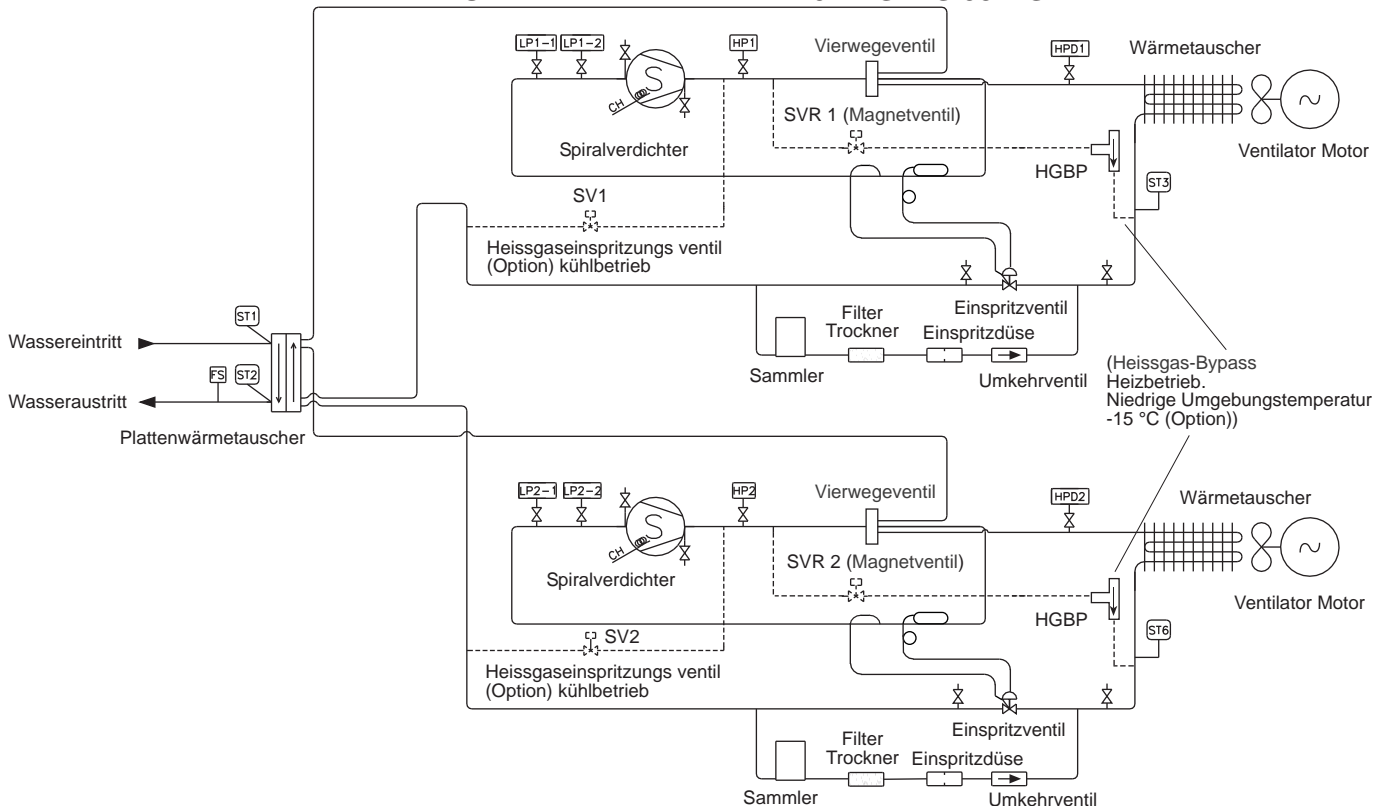 LP1-1
LP1-2
HP1
Vierwegeventil
HPD1
Wärmetauscher
S
CH
SVR 1 (Magnetventil)
Spiralverdichter
HGBP
Ventilator Motor
ST3
SV1
Heissgaseinspritzungs ventil
(Option) kühlbetrieb
Einspritzventil
ST1
Filter
Trockner
Einspritzdüse
Wassereintritt
Sammler
Umkehrventil
(Heissgas-Bypass
Heizbetrieb.
Niedrige Umgebungstemperatur
-15 °C (Option))
FS
ST2
Wasseraustritt
Plattenwärmetauscher
LP2-1
LP2-2
HP2
Vierwegeventil
HPD2
Wärmetauscher
S
CH
SVR 2 (Magnetventil)
Spiralverdichter
HGBP
Ventilator Motor
ST6
SV2
Heissgaseinspritzungs ventil
(Option) kühlbetrieb
Einspritzventil
Filter
Trockner
Einspritzdüse
Sammler
Umkehrventil